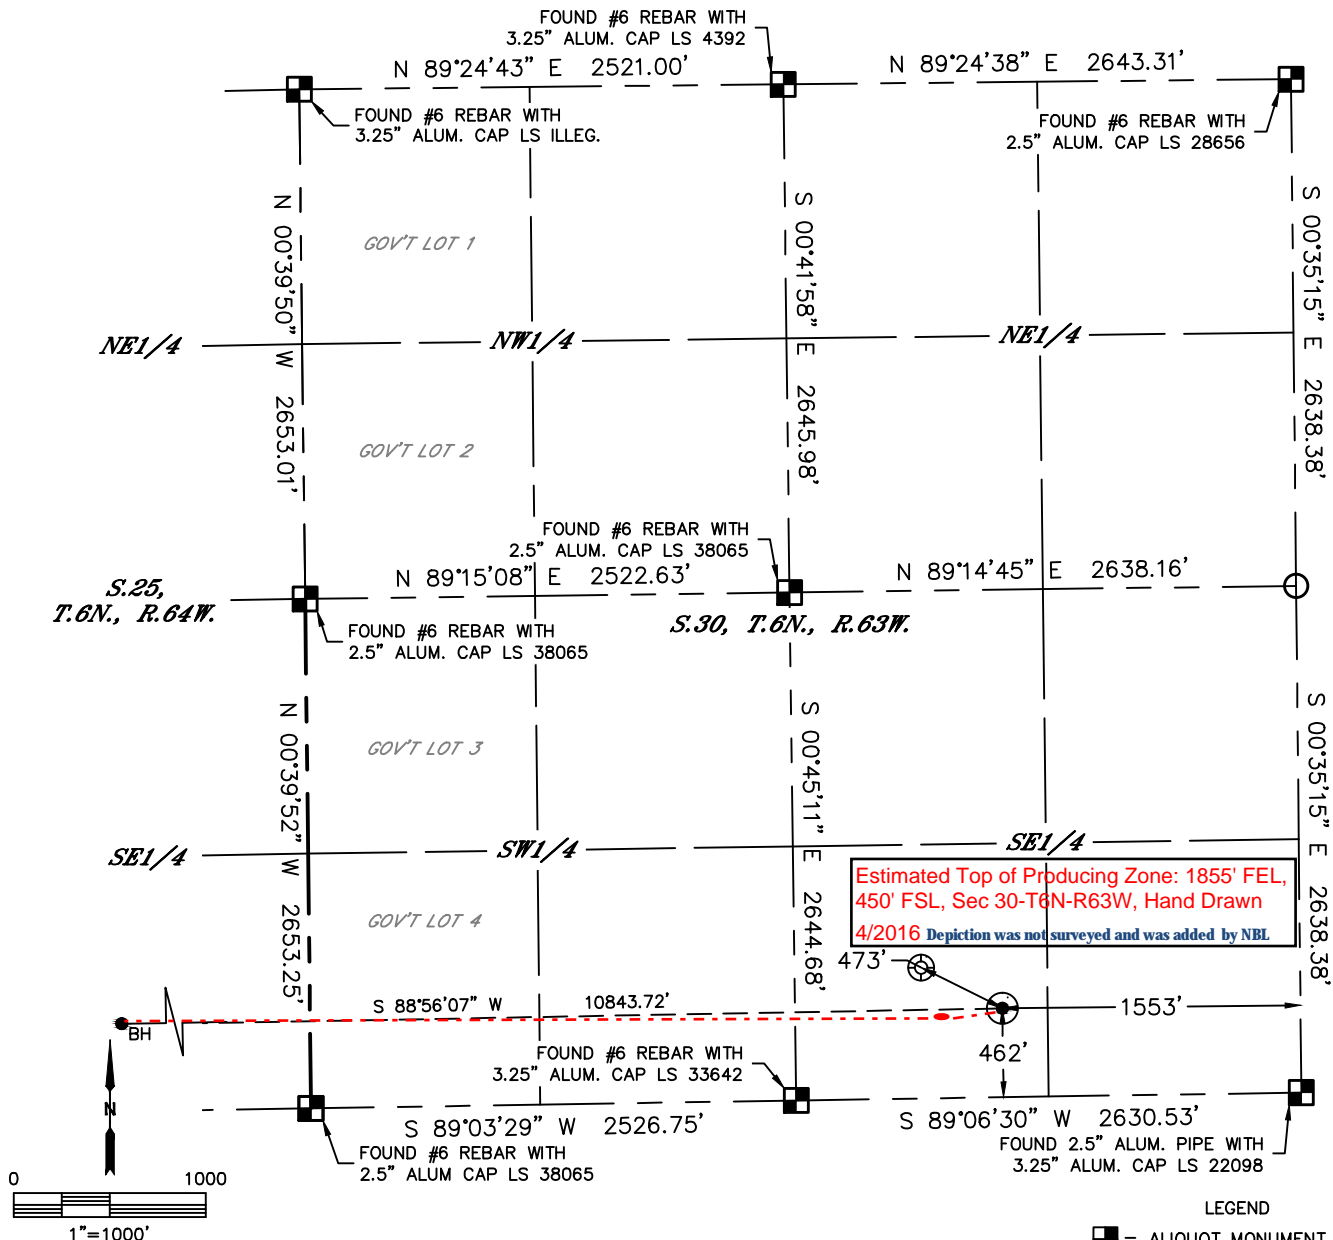 FOUND #6 REBAR WITH
3.25" ALUM. CAP LS 4392
N 89°24'43" E 2521.00'
N 89°24'38" E 2643.31'
FOUND #6 REBAR WITH
3.25" ALUM. CAP LS ILLEG.
FOUND #6 REBAR WITH
2.5" ALUM. CAP LS 28656
N 00°39'50" W 2653.01'
GOV'T LOT 1
S 00°41'58" E 2645.98'
S 00°35'15" E 2638.38'
NE1/4
NW1/4
NE1/4
GOV'T LOT 2
FOUND #6 REBAR WITH
2.5" ALUM. CAP LS 38065
N 89°15'08" E 2522.63'
N 89°14'45" E 2638.16'
S.25,
T.6N., R.64W.
S.30, T.6N., R.63W.
FOUND #6 REBAR WITH
2.5" ALUM. CAP LS 38065
N 00°39'52" W 2653.25'
GOV'T LOT 3
S 00°45'11" E 2644.68'
S 00°35'15" E 2638.38'
SE1/4
SW1/4
SE1/4
Estimated Top of Producing Zone: 1855' FEL,
450' FSL, Sec 30-T6N-R63W, Hand Drawn
4/2016 Depiction was not surveyed and was added by NBL
GOV'T LOT 4
473'
S 88°56'07" W 10843.72'
1553'
BH
462'
FOUND #6 REBAR WITH
3.25" ALUM. CAP LS 33642
N
S 89°03'29" W 2526.75'
S 89°06'30" W 2630.53'
FOUND #6 REBAR WITH
2.5" ALUM CAP LS 38065
FOUND 2.5" ALUM. PIPE WITH
3.25" ALUM. CAP LS 22098
0 1000
1"=1000'
LEGEND
= ALIQUOT MONUMENT